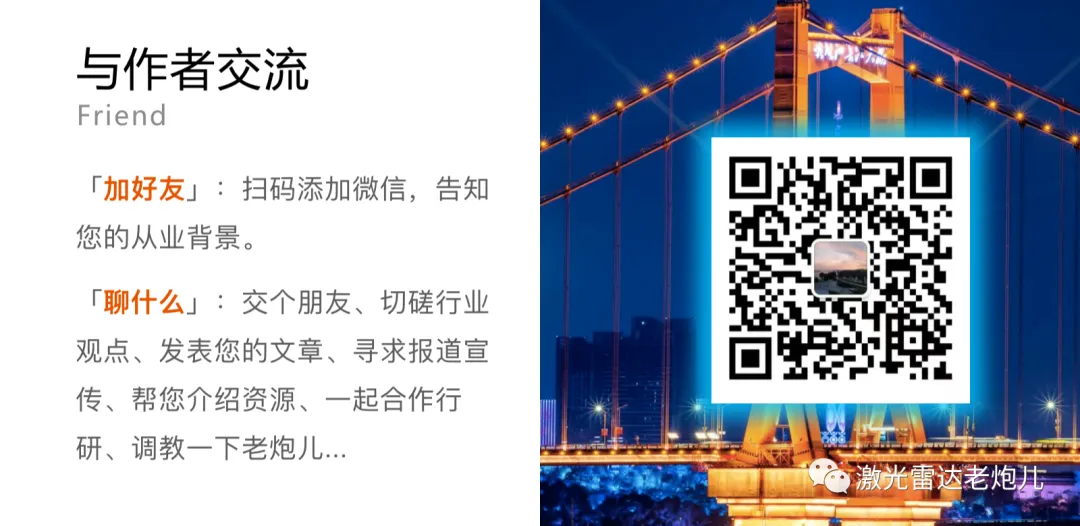 与作者交流
Friend
「加好友」：扫码添加微信，告知
您的从业背景。
「聊什么」：交个朋友、切磋行业
观点、发表您的文章、寻求报道宣
传、帮您介绍资源、一起合作行
研、调教一下老炮儿...
激光雷达老炮儿